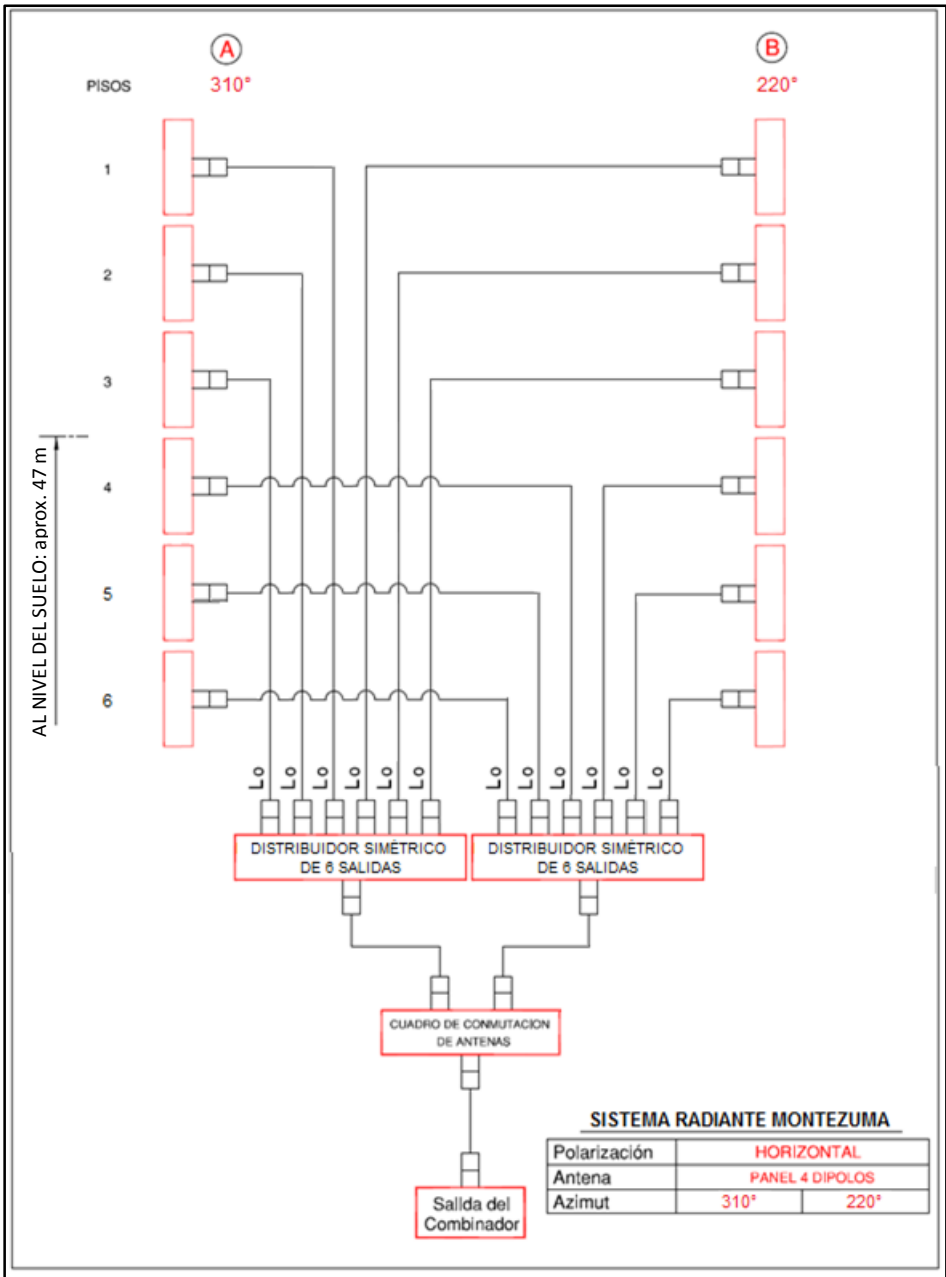 A
B
PISOS
310°
220°
1
2
3
4
5
6
AL NIVEL DEL SUELO: aprox. 47 m
Lo
Lo
Lo
Lo
Lo
Lo
Lo
Lo
Lo
Lo
Lo
Lo
DISTRIBUIDOR SIMÉTRICO
DE 6 SALIDAS
DISTRIBUIDOR SIMÉTRICO
DE 6 SALIDAS
CUADRO DE CONMUTACION
DE ANTENAS
Salida del
Combinador
SISTEMA RADIANTE MONTEZUMA
Polarización HORIZONTAL
Antena PANEL 4 DIPOLOS
Azimut 310° 220°